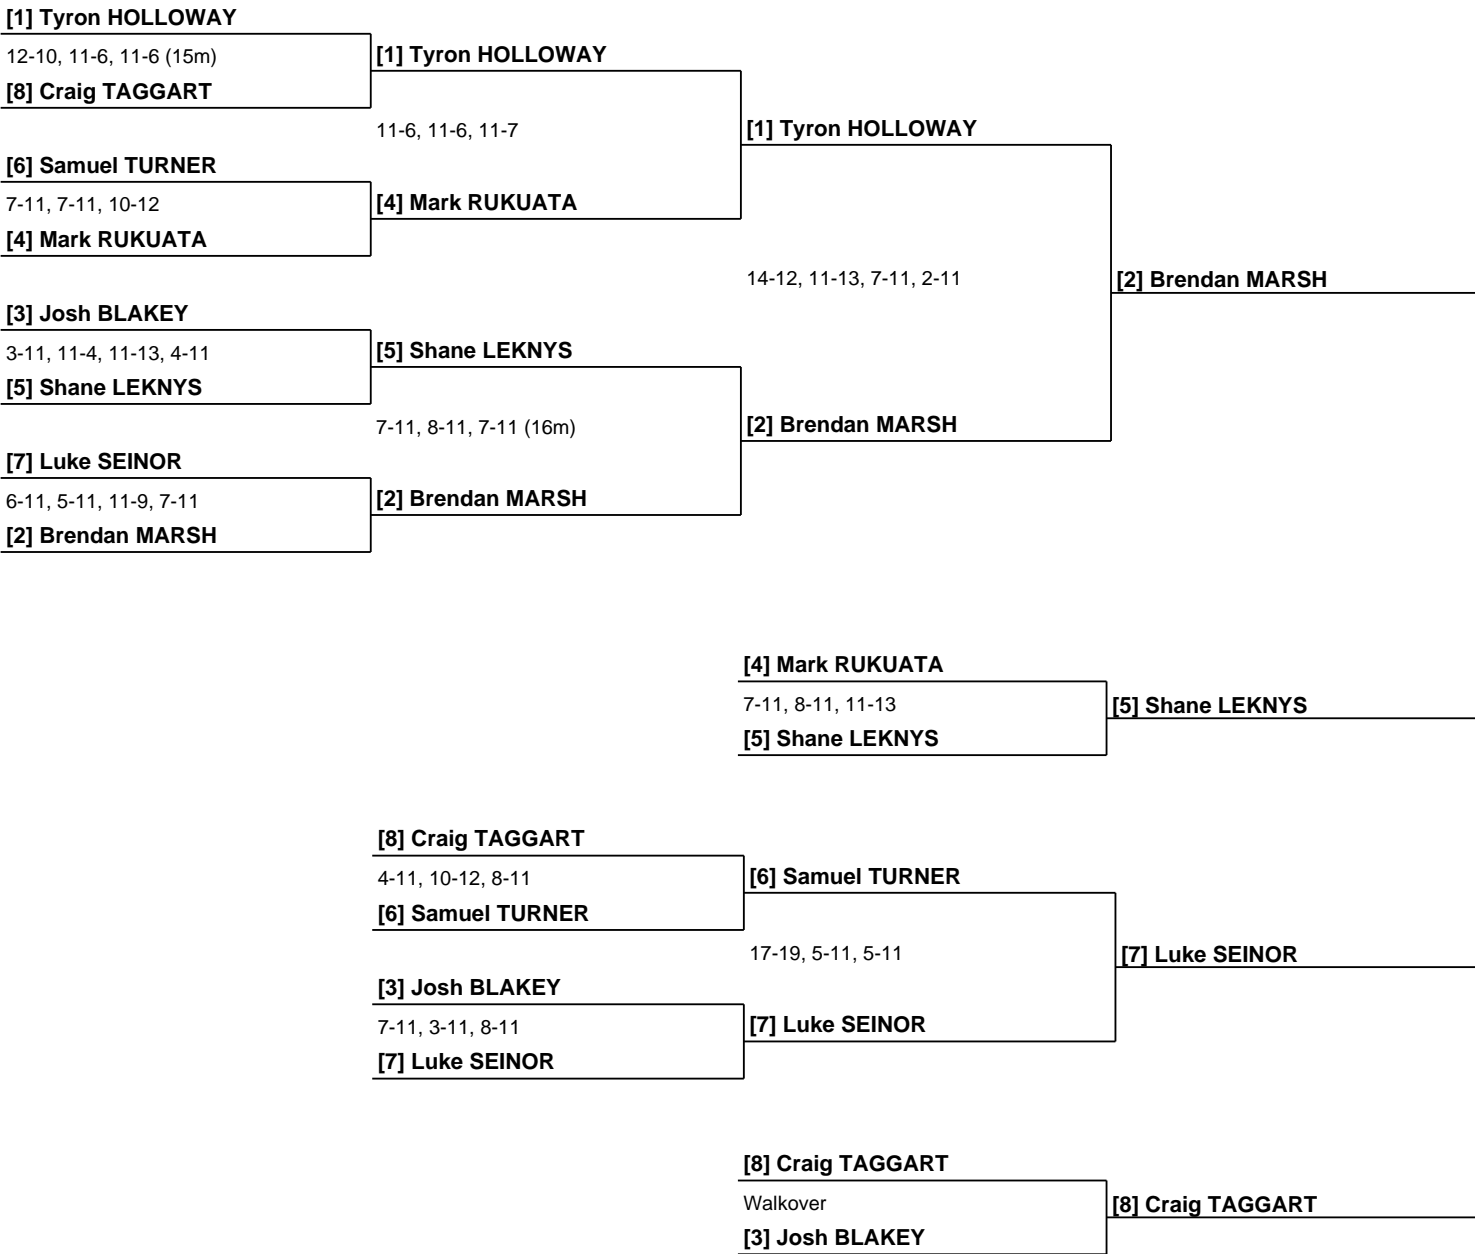 [1] Tyron HOLLOWAY
12-10, 11-6, 11-6 (15m)
[8] Craig TAGGART
[1] Tyron HOLLOWAY
11-6, 11-6, 11-7
[6] Samuel TURNER
7-11, 7-11, 10-12
[4] Mark RUKUATA
[4] Mark RUKUATA
[1] Tyron HOLLOWAY
14-12, 11-13, 7-11, 2-11
[2] Brendan MARSH
[3] Josh BLAKEY
3-11, 11-4, 11-13, 4-11
[5] Shane LEKNYS
[5] Shane LEKNYS
7-11, 8-11, 7-11 (16m)
[7] Luke SEINOR
6-11, 5-11, 11-9, 7-11
[2] Brendan MARSH
[2] Brendan MARSH
[2] Brendan MARSH
[4] Mark RUKUATA
7-11, 8-11, 11-13
[5] Shane LEKNYS
[5] Shane LEKNYS
[8] Craig TAGGART
4-11, 10-12, 8-11
[6] Samuel TURNER
[6] Samuel TURNER
17-19, 5-11, 5-11
[7] Luke SEINOR
[3] Josh BLAKEY
7-11, 3-11, 8-11
[7] Luke SEINOR
[7] Luke SEINOR
[8] Craig TAGGART
Walkover
[3] Josh BLAKEY
[8] Craig TAGGART